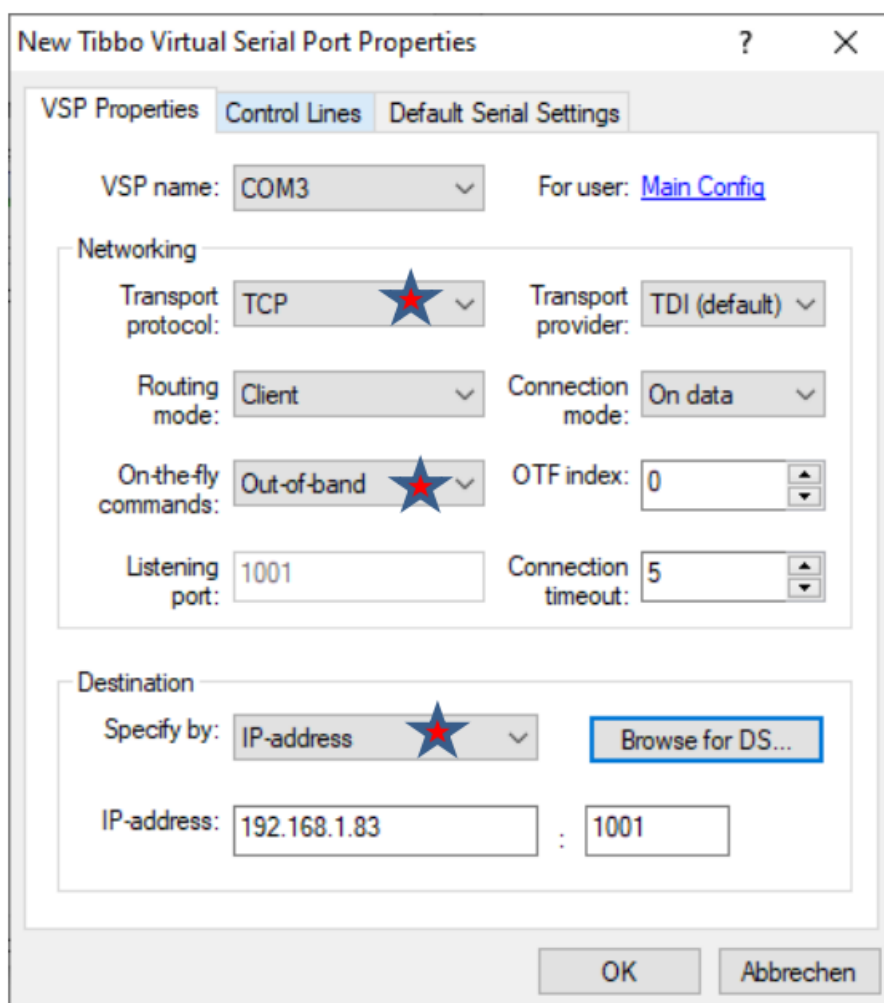 New Tibbo Virtual Serial Port Properties ? X
VSP Properties Control Lines Default Serial Settings
VSP name: COM3 For user: Main Config
Networking
Transport protocol: TCP Transport provider: TDI (default)
Routing mode: Client Connection mode: On data
On-the-fly commands: Out-of-band OTF index: 0
Listening port: 1001 Connection timeout: 5
Destination
Specify by: IP-address Browse for DS...
IP-address: 192.168.1.83 : 1001
OK Abbrechen